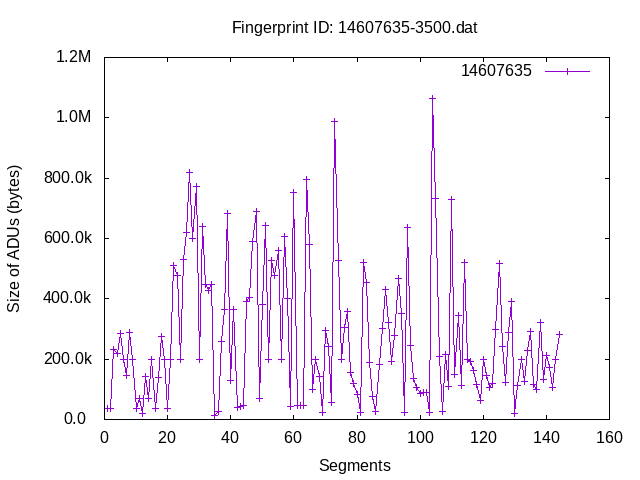 Fingerprint ID: 14607635-3500.dat
14607635
Size of ADUs (bytes)
1.2M
1.0M
800.0k
600.0k
400.0k
200.0k
0.0
0 20 40 60 80 100 120 140 160
Segments